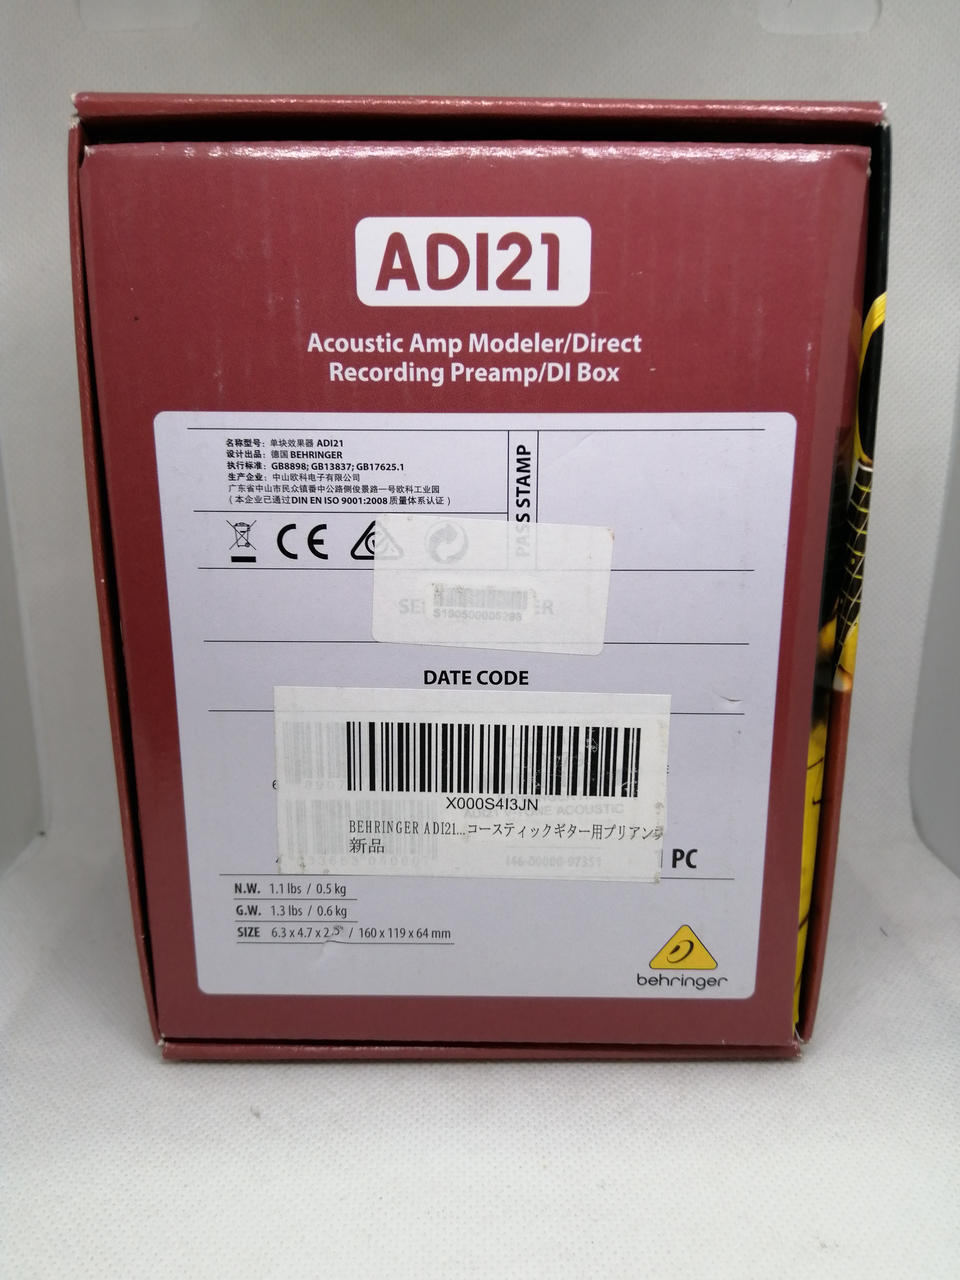 ADI21
Acoustic Amp Modeler/Direct
Recording Preamp/DI Box
名称型号: 单块效果器 ADI21
设计出品: 德国 BEHRINGER
执行标准: GB8898; GB13837; GB17625.1
生产企业: 中山欧科电子有限公司
广东省中山市民众镇番中公路侧俊景路一号欧科工业园
(本企业已通过DIN EN ISO 9001:2008质量体系认证)
PASS STAMP
CE
S190500005298
DATE CODE
X000S4I3JN
BEHRINGER ADI21...コースティックギター用プリアン
新品
ACOUSTIC
PC
N.W. 1.1 lbs / 0.5 kg
G.W. 1.3 lbs / 0.6 kg
SIZE 6.3 x 4.7 x 2.5" / 160 x 119 x 64 mm
behringer